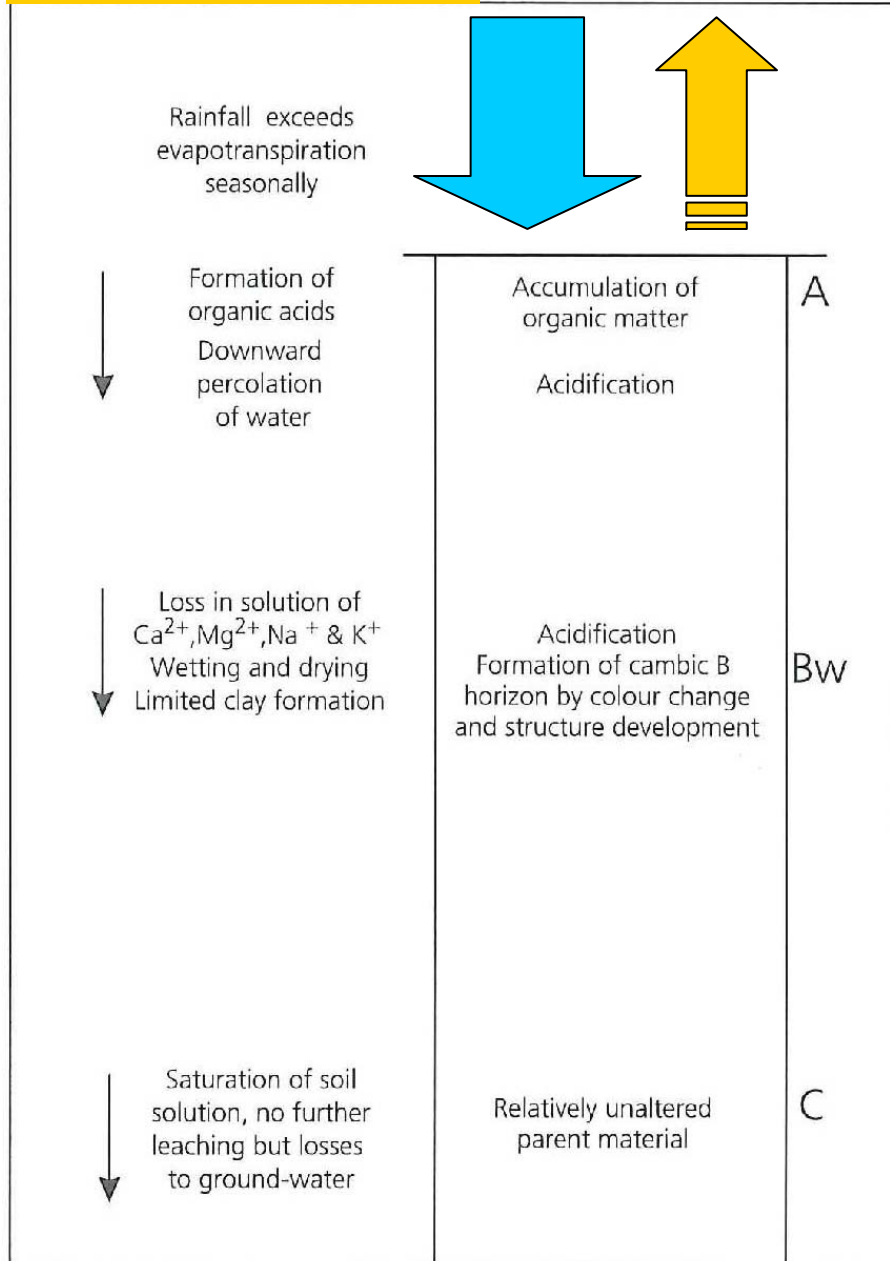 Rainfall exceeds
evapotranspiration
seasonally
Formation of
organic acids
Downward
percolation
of water
Accumulation of
organic matter
Acidification
A
Loss in solution of
Ca²⁺,Mg²⁺,Na ⁺ & K⁺
Wetting and drying
Limited clay formation
Acidification
Formation of cambic B
horizon by colour change
and structure development
Bw
Saturation of soil
solution, no further
leaching but losses
to ground-water
Relatively unaltered
parent material
C